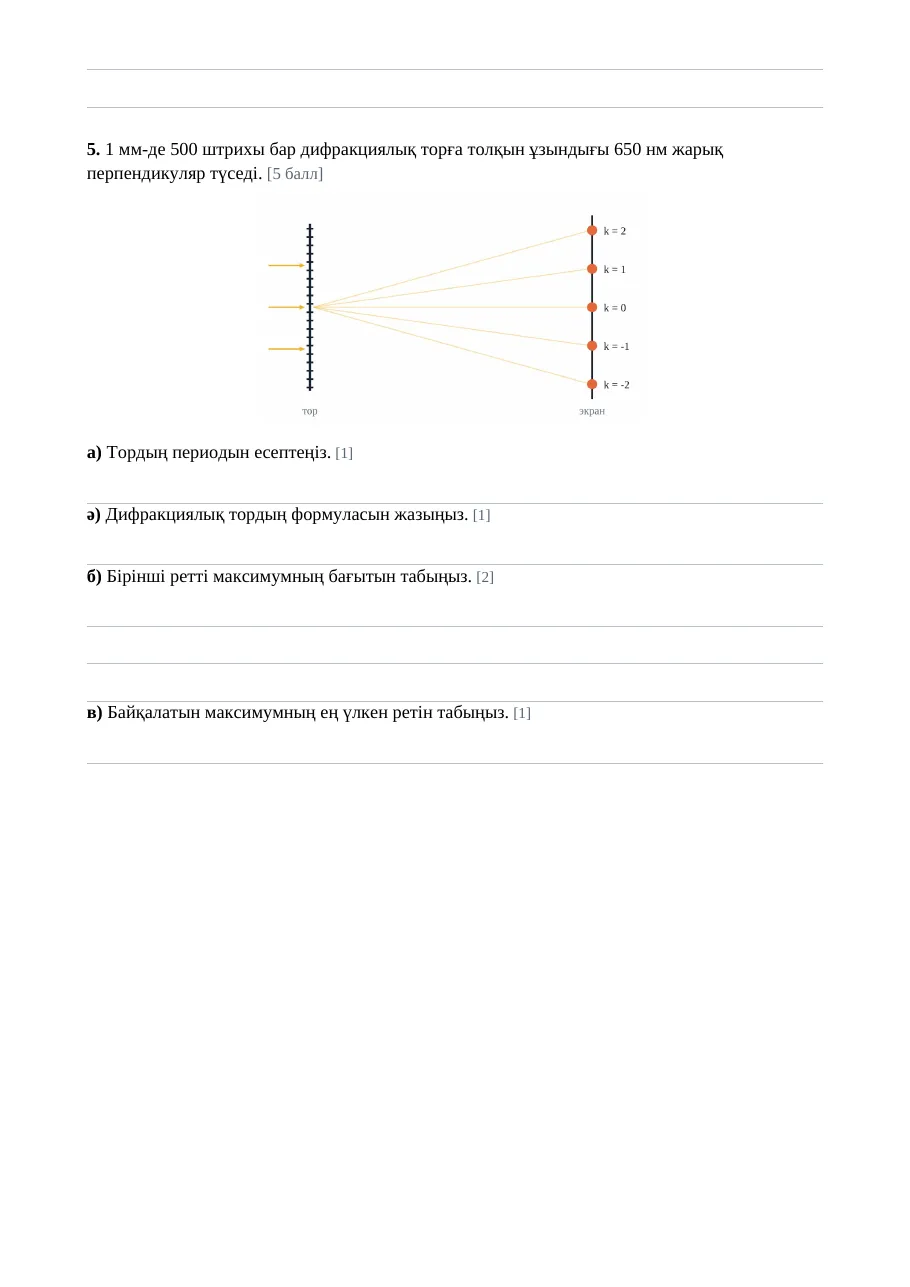 5. 1 мм-де 500 штрихы бар дифракциялық торға толқын ұзындығы 650 нм жарық
перпендикуляр түседі. [5 балл]
k = 2
k = 1
k = 0
k = -1
k = -2
тор
экран
а) Тордың периодын есептеңіз. [1]
ә) Дифракциялық тордың формуласын жазыңыз. [1]
б) Бірінші ретті максимумның бағытын табыңыз. [2]
в) Байқалатын максимумның ең үлкен ретін табыңыз. [1]